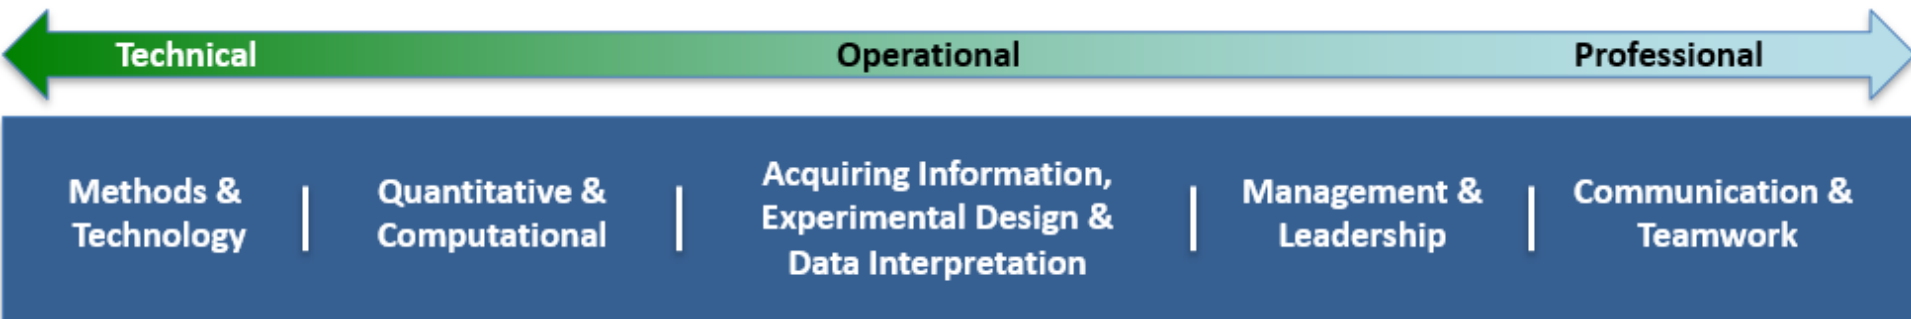 Technical
Operational
Professional
Methods &
Technology
Quantitative &
Computational
Acquiring Information,
Experimental Design &
Data Interpretation
Management &
Leadership
Communication &
Teamwork